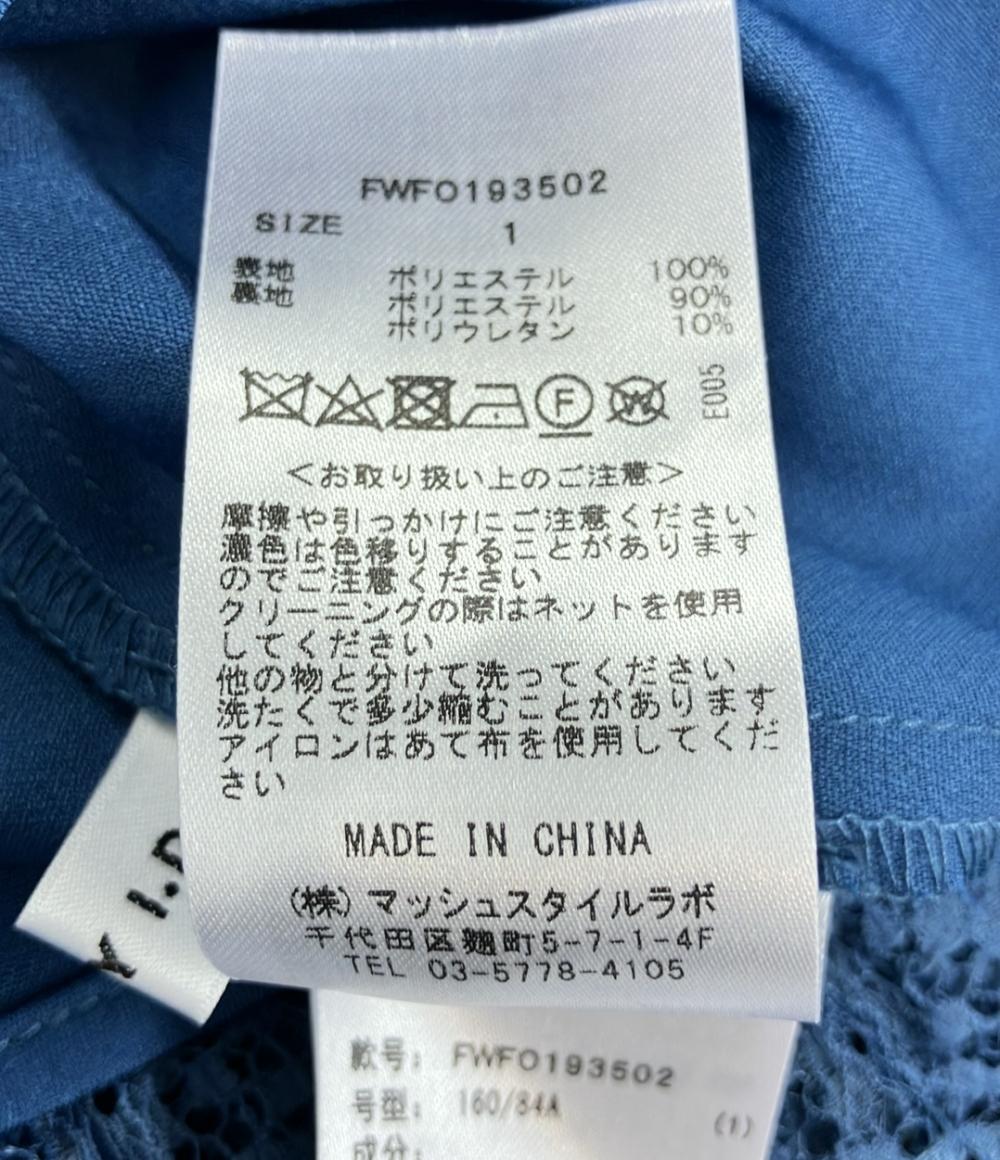 FWFO193502
SIZE 1
表地 ポリエステル 100%
裏地 ポリエステル 90%
ポリウレタン 10%
F W E005
<お取り扱い上のご注意>
摩擦や引っかけにご注意ください
濃色は色移りすることがあります
のでご注意ください
クリーニングの際はネットを使用
してください
他の物と分けて洗ってください
洗たくで多少縮むことがあります
アイロンはあて布を使用してくだ
さい
MADE IN CHINA
(株)マッシュスタイルラボ
千代田区麹町5-7-1-4F
TEL 03-5778-4105
款号: FWFO193502
号型: 160/84A (1)
成分: